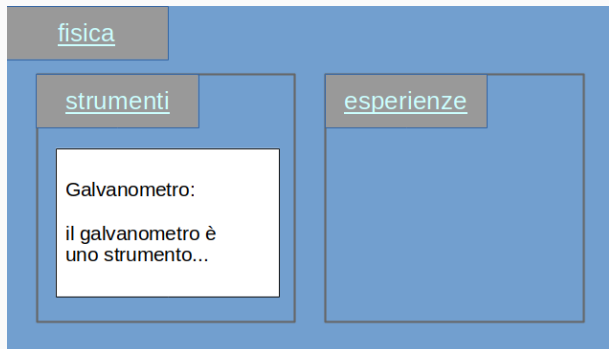 fisica
strumenti
esperienze
Galvanometro:
il galvanometro è
uno strumento...